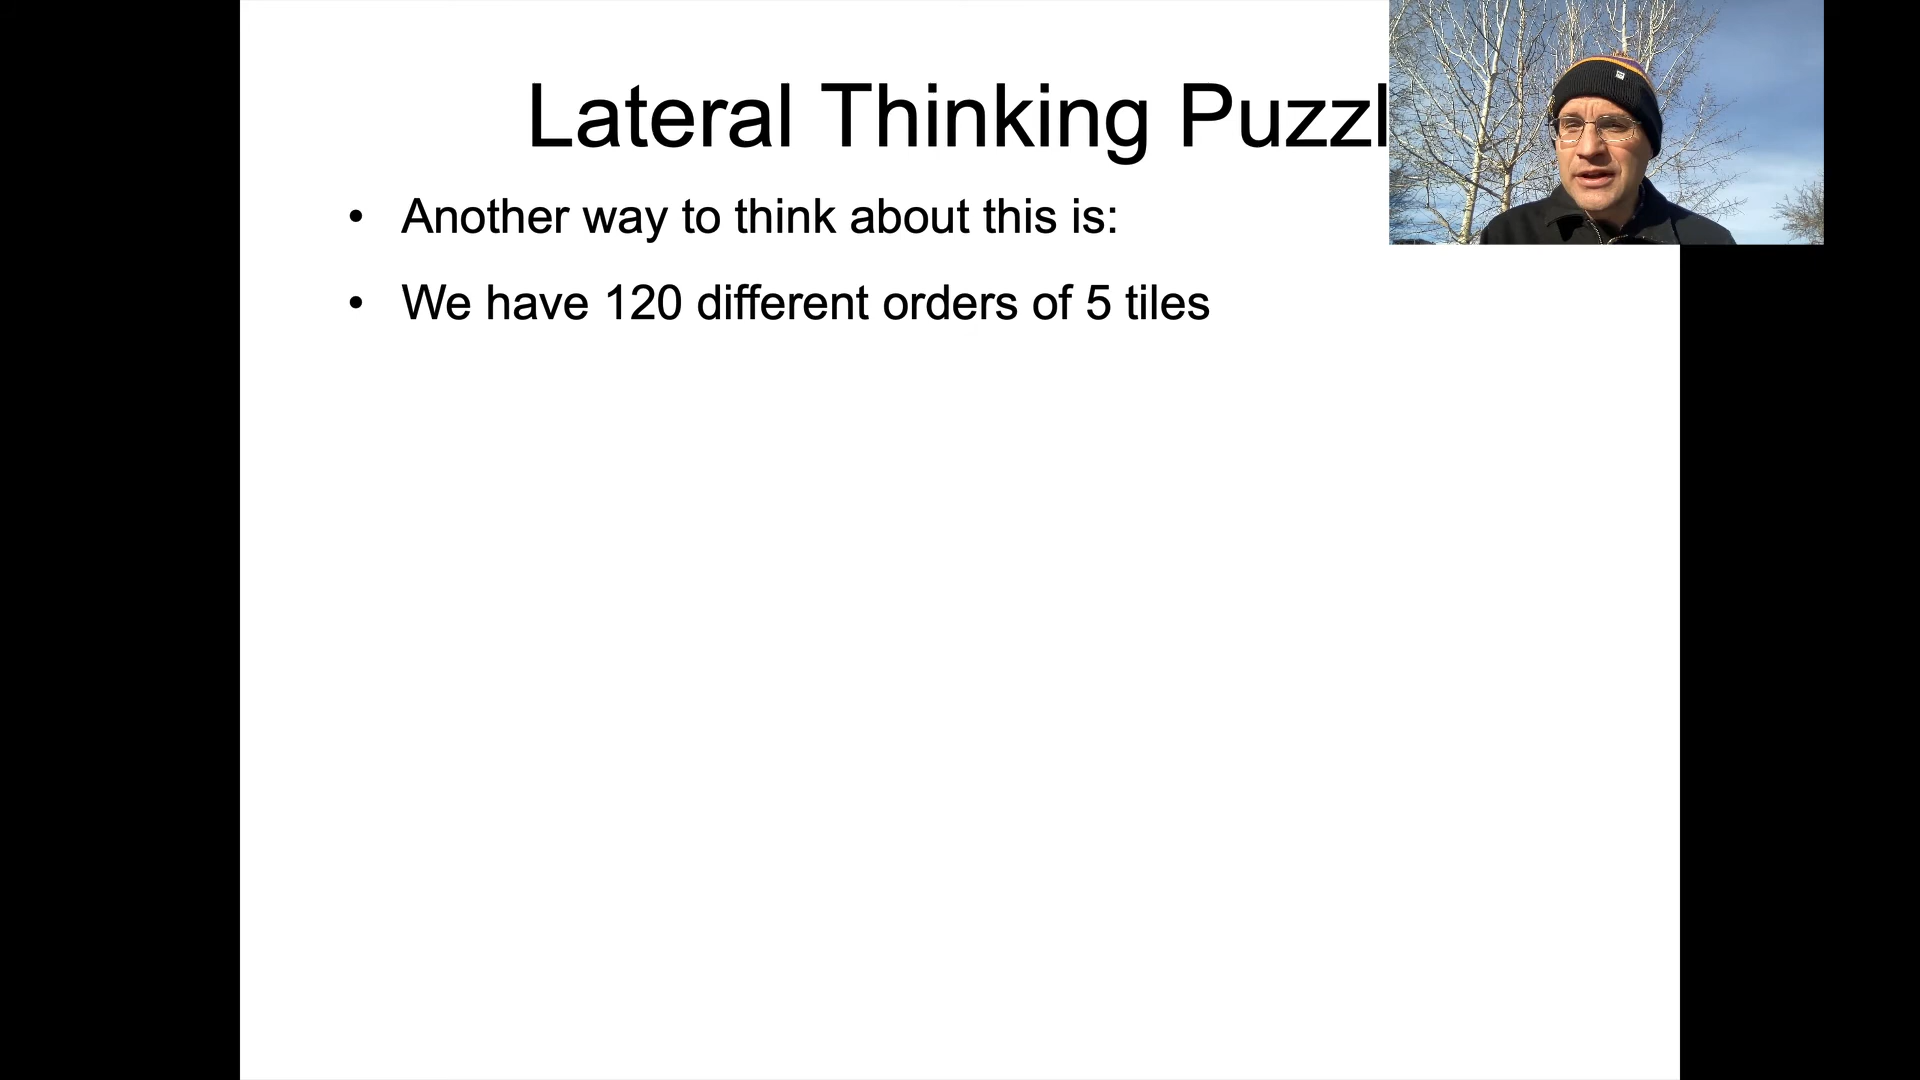 Lateral Thinking Puzzl
• Another way to think about this is:
• We have 120 different orders of 5 tiles